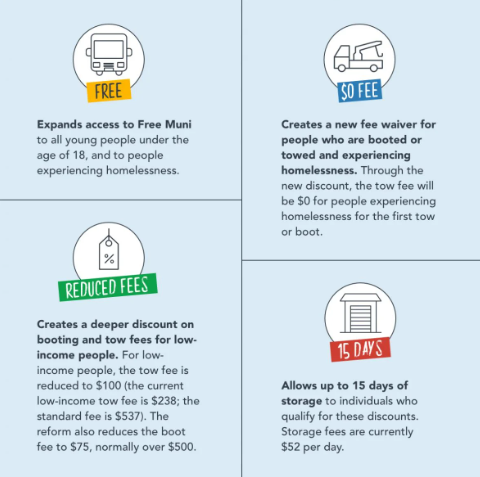 FREE
Expands access to Free Muni
to all young people under the
age of 18, and to people
experiencing homelessness.
$0 FEE
Creates a new fee waiver for
people who are booted or
towed and experiencing
homelessness. Through the
new discount, the tow fee will
be $0 for people experiencing
homelessness for the first tow
or boot.
%
REDUCED FEES
Creates a deeper discount on
booting and tow fees for low-
income people. For low-
income people, the tow fee is
reduced to $100 (the current
low-income tow fee is $238; the
standard fee is $537). The
reform also reduces the boot
fee to $75, normally over $500.
15 DAYS
Allows up to 15 days of
storage to individuals who
qualify for these discounts.
Storage fees are currently
$52 per day.